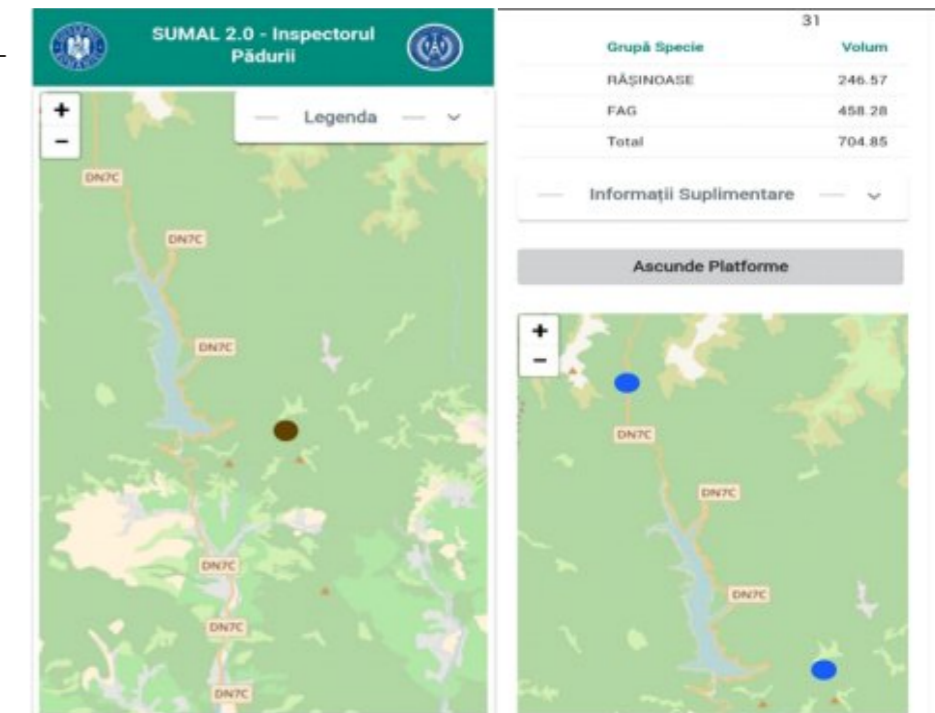 SUMAL 2.0 - Inspectorul
Pădurii
+
−
Legenda
DN7C
DN7C
DN7C
DN7C
DN7C
DN7C
31
Grupă Specie Volum
RĂȘINOASE 246.57
FAG 458.28
Total 704.85
Informații Suplimentare
Ascunde Platforme
+
−
DN7C
DN7C
DN7C